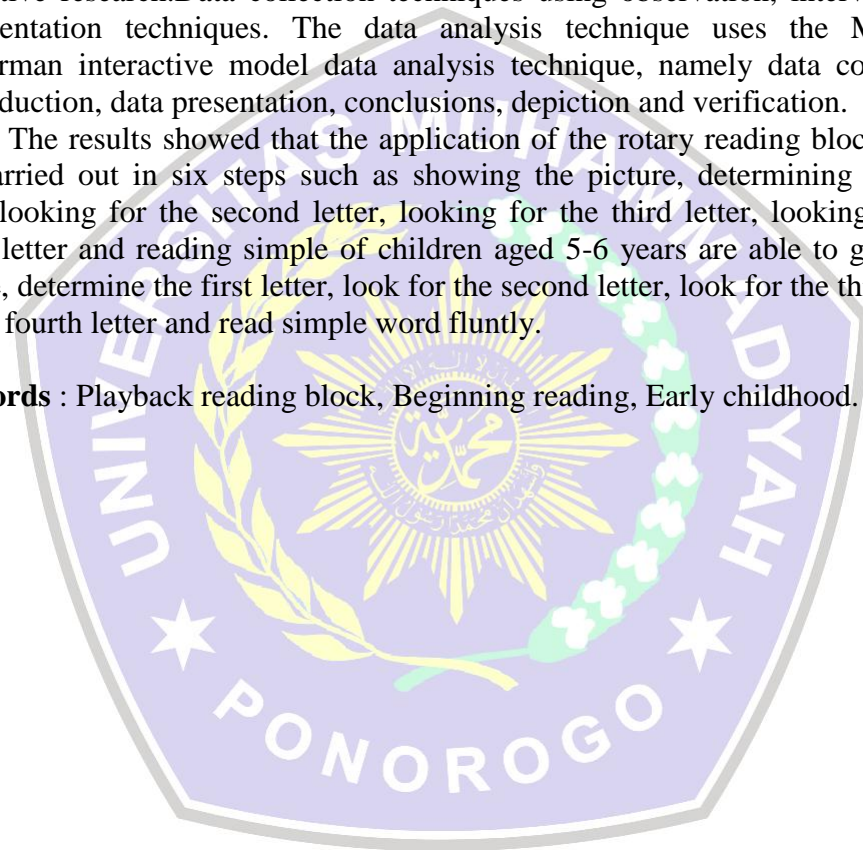 tive research.Data collection techniques using observation, interv
entation techniques. The data analysis technique uses the M
rman interactive model data analysis technique, namely data co
duction, data presentation, conclusions, depiction and verification.
The results showed that the application of the rotary reading bloc
arried out in six steps such as showing the picture, determining
looking for the second letter, looking for the third letter, looking
letter and reading simple of children aged 5-6 years are able to g
e, determine the first letter, look for the second letter, look for the th
fourth letter and read simple word fluntly.
ords : Playback reading block, Beginning reading, Early childhood.
UNIVERSITAS MUHAMMADIYAH
محمدية
PONOROGO